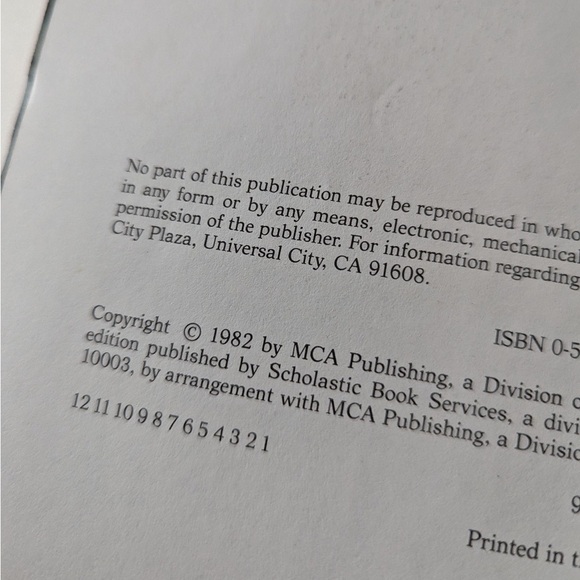 No part of this publication may be reproduced in who
in any form or by any means, electronic, mechanical
permission of the publisher. For information regarding
City Plaza, Universal City, CA 91608.
ISBN 0-5
Copyright © 1982 by MCA Publishing, a Division o
edition published by Scholastic Book Services, a divi
10003, by arrangement with MCA Publishing, a Divisio
12 11 10 9 8 7 6 5 4 3 2 1
9
Printed in t